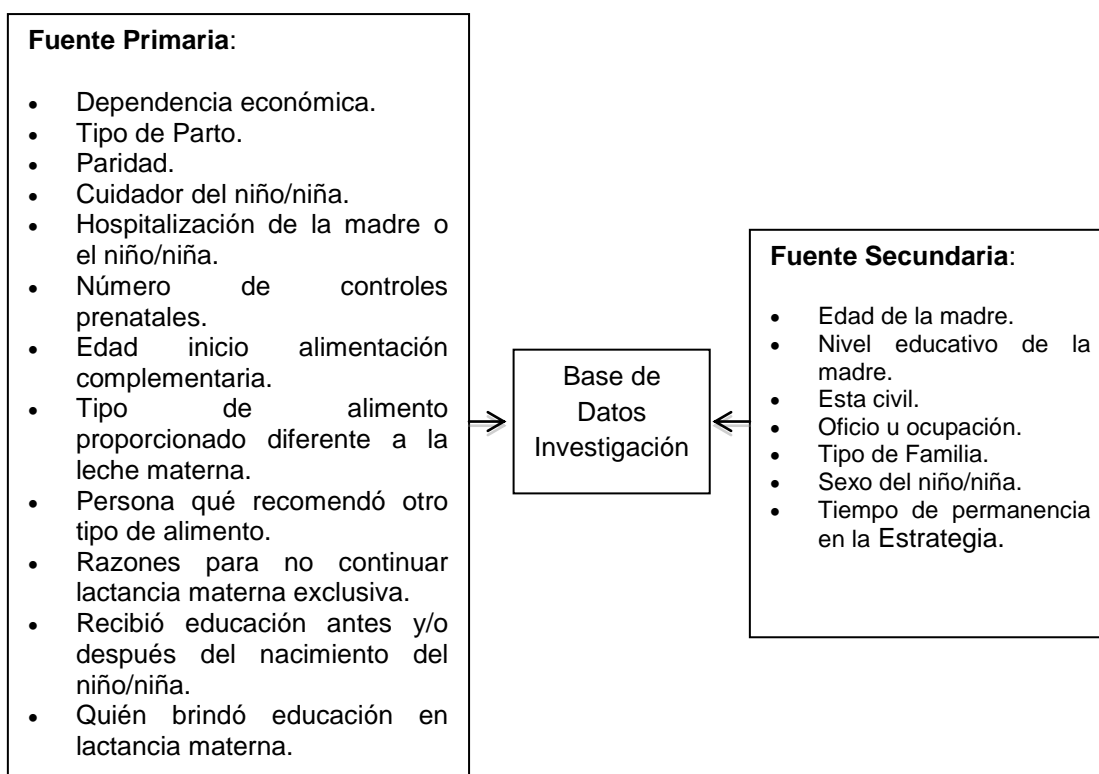 Fuente Primaria:
• Dependencia económica.
• Tipo de Parto.
• Paridad.
• Cuidador del niño/niña.
• Hospitalización de la madre o
el niño/niña.
• Número de controles
prenatales.
• Edad inicio alimentación
complementaria.
• Tipo de alimento
proporcionado diferente a la
leche materna.
• Persona qué recomendó otro
tipo de alimento.
• Razones para no continuar
lactancia materna exclusiva.
• Recibió educación antes y/o
después del nacimiento del
niño/niña.
• Quién brindó educación en
lactancia materna.
Base de
Datos
Investigación
Fuente Secundaria:
• Edad de la madre.
• Nivel educativo de la
madre.
• Esta civil.
• Oficio u ocupación.
• Tipo de Familia.
• Sexo del niño/niña.
• Tiempo de permanencia
en la Estrategia.